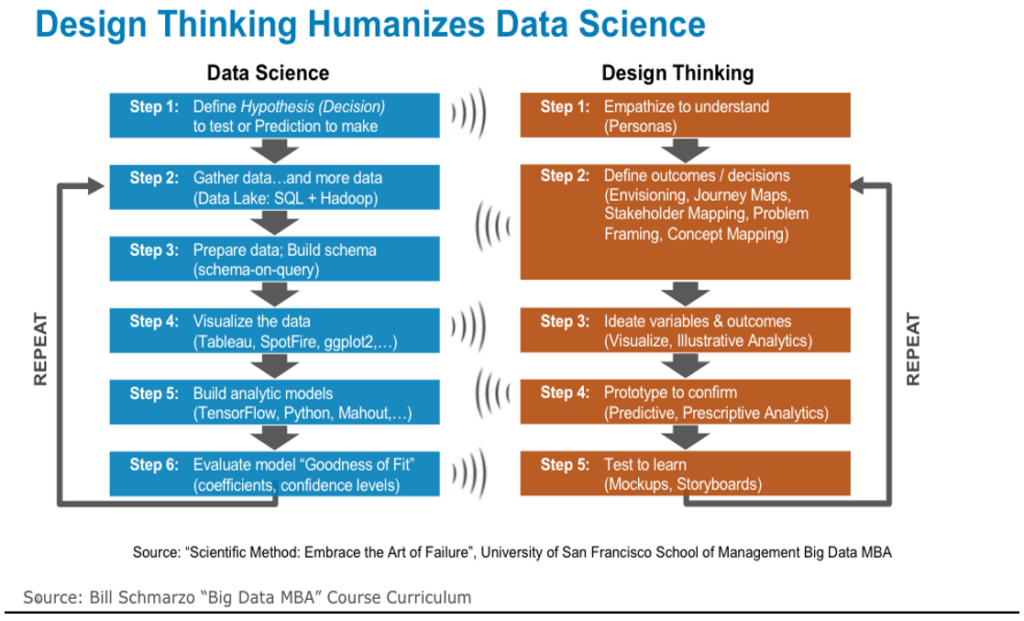 Design Thinking Humanizes Data Science
Data Science
Step 1: Define Hypothesis (Decision)
to test or Prediction to make
Step 2: Gather data…and more data
(Data Lake: SQL + Hadoop)
Step 3: Prepare data; Build schema
(schema-on-query)
Step 4: Visualize the data
(Tableau, SpotFire, ggplot2,…)
Step 5: Build analytic models
(TensorFlow, Python, Mahout,…)
Step 6: Evaluate model “Goodness of Fit”
(coefficients, confidence levels)
REPEAT
Design Thinking
Step 1: Empathize to understand
(Personas)
Step 2: Define outcomes / decisions
(Envisioning, Journey Maps,
Stakeholder Mapping, Problem
Framing, Concept Mapping)
Step 3: Ideate variables & outcomes
(Visualize, Illustrative Analytics)
Step 4: Prototype to confirm
(Predictive, Prescriptive Analytics)
Step 5: Test to learn
(Mockups, Storyboards)
REPEAT
Source: “Scientific Method: Embrace the Art of Failure”, University of San Francisco School of Management Big Data MBA
Source: Bill Schmarzo “Big Data MBA” Course Curriculum